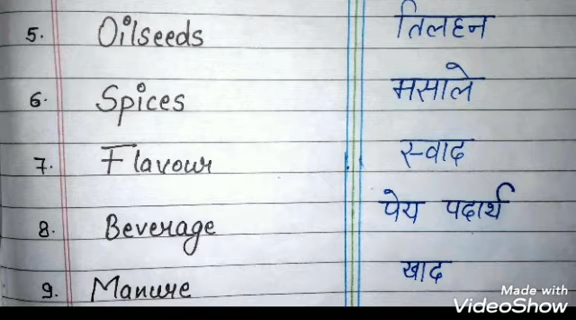 5. Oilseeds तिलहन
6. Spices मसाले
7. Flavour स्वाद
8. Beverage पेय पदार्थ
9. Manure खाद
Made with
VideoShow